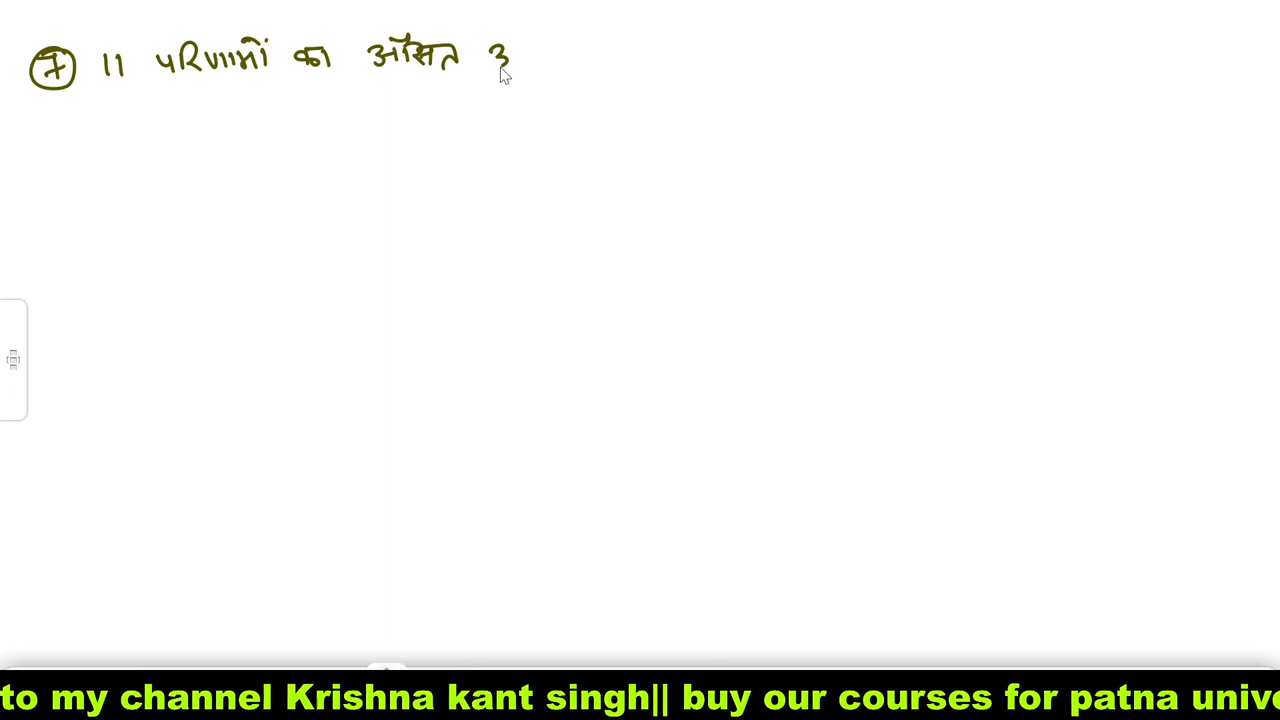 7 11 परिणामों का औसत 3
to my channel Krishna kant singh|| buy our courses for patna unive